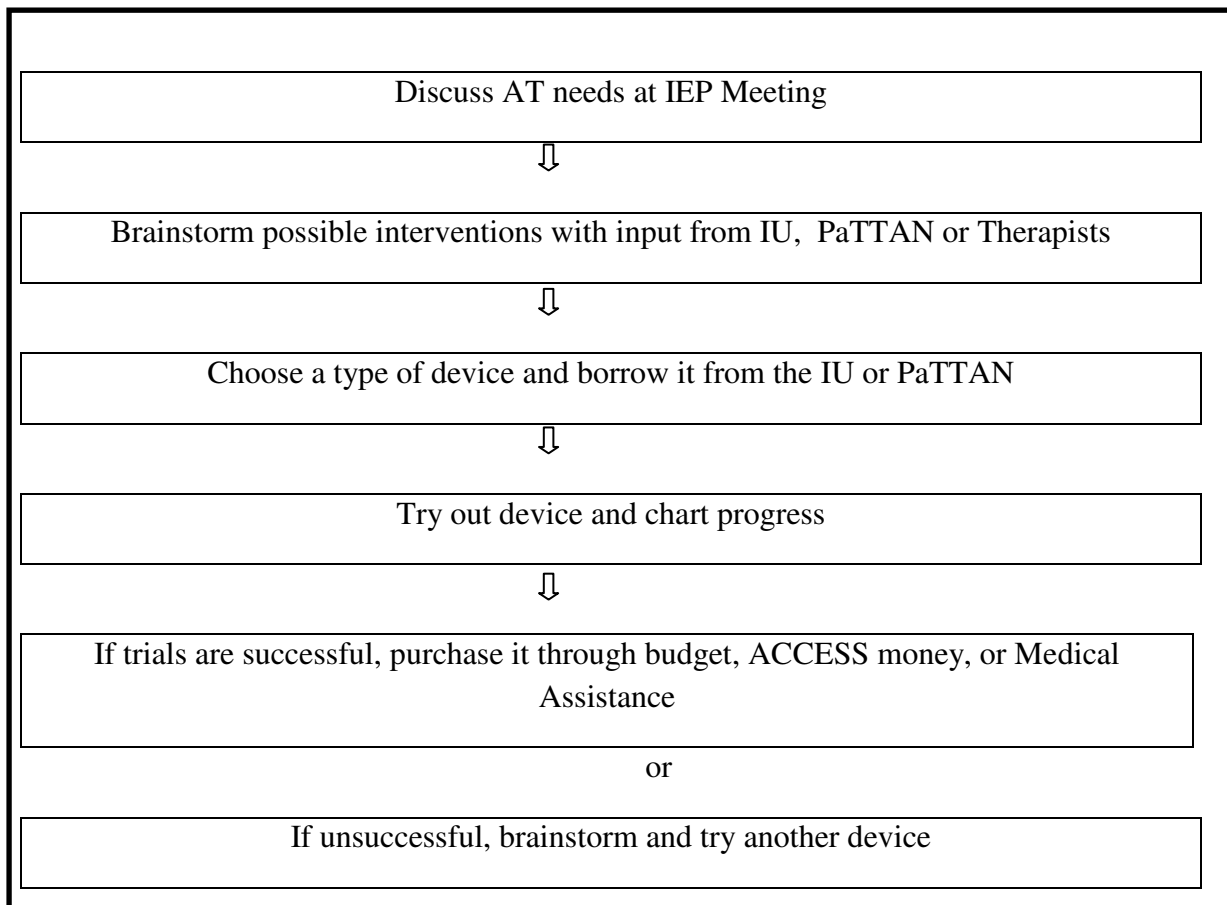 Discuss AT needs at IEP Meeting
Brainstorm possible interventions with input from IU, PaTTAN or Therapists
Choose a type of device and borrow it from the IU or PaTTAN
Try out device and chart progress
If trials are successful, purchase it through budget, ACCESS money, or Medical
Assistance
or
If unsuccessful, brainstorm and try another device